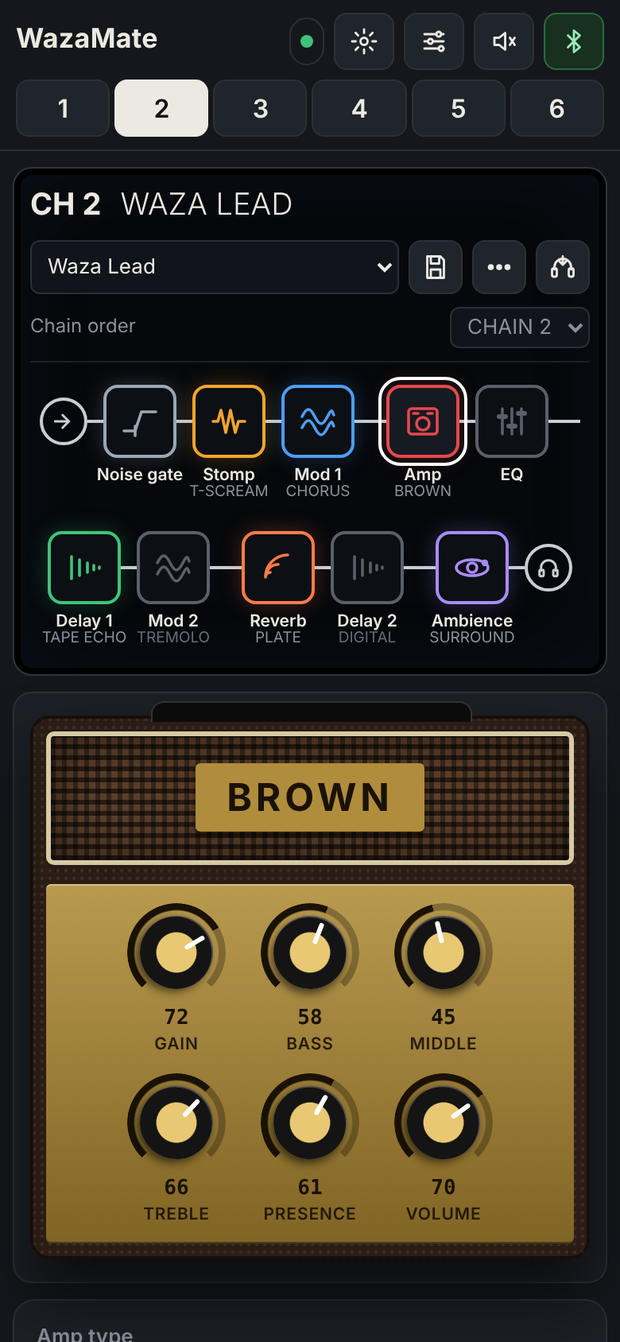 WazaMate
1 2 3 4 5 6
CH 2 WAZA LEAD
Waza Lead
Chain order CHAIN 2
Noise gate Stomp Mod 1 Amp EQ
T-SCREAM CHORUS BROWN
Delay 1 Mod 2 Reverb Delay 2 Ambience
TAPE ECHO TREMOLO PLATE DIGITAL SURROUND
BROWN
72 58 45
GAIN BASS MIDDLE
66 61 70
TREBLE PRESENCE VOLUME
Amp type